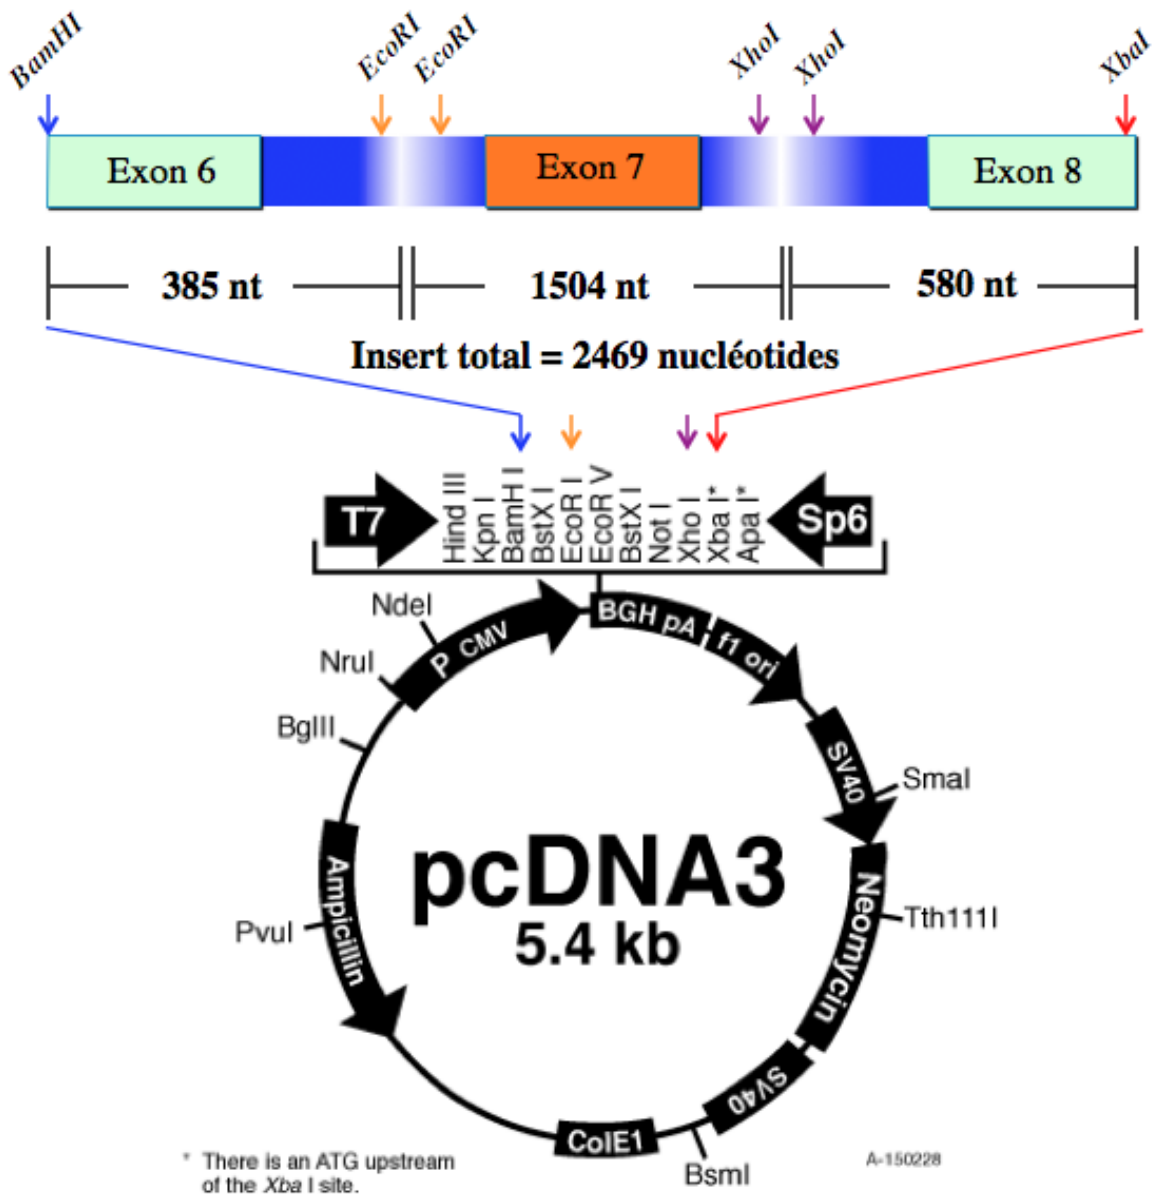 BamHI EcoRI EcoRI XhoI XhoI XbaI
Exon 6 Exon 7 Exon 8
385 nt 1504 nt 580 nt
Insert total = 2469 nucléotides
T7 Hind III Kpn I BamH I BstX I EcoR I EcoR V BstX I Not I Xho I Xba I* Apa I* Sp6
NdeI
P CMV
BGH pA
f1 ori
NruI
BglII
SV40
SmaI
pcDNA3
5.4 kb
Ampicillin
Neomycin
Tth111I
PvuI
SV40
ColE1
BsmI
* There is an ATG upstream
of the Xba I site.
A-150228